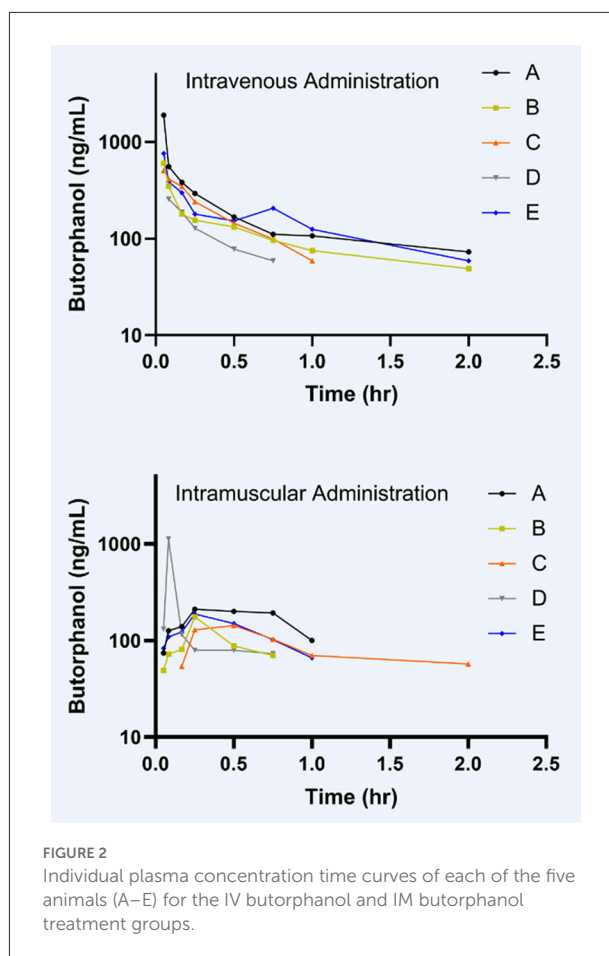 Intravenous Administration
A
B
C
D
E
Butorphanol (ng/mL)
1000
100
10
0.0 0.5 1.0 1.5 2.0 2.5
Time (hr)
Intramuscular Administration
A
B
C
D
E
Butorphanol (ng/mL)
1000
100
10
0.0 0.5 1.0 1.5 2.0 2.5
Time (hr)
FIGURE 2
Individual plasma concentration time curves of each of the five
animals (A–E) for the IV butorphanol and IM butorphanol
treatment groups.